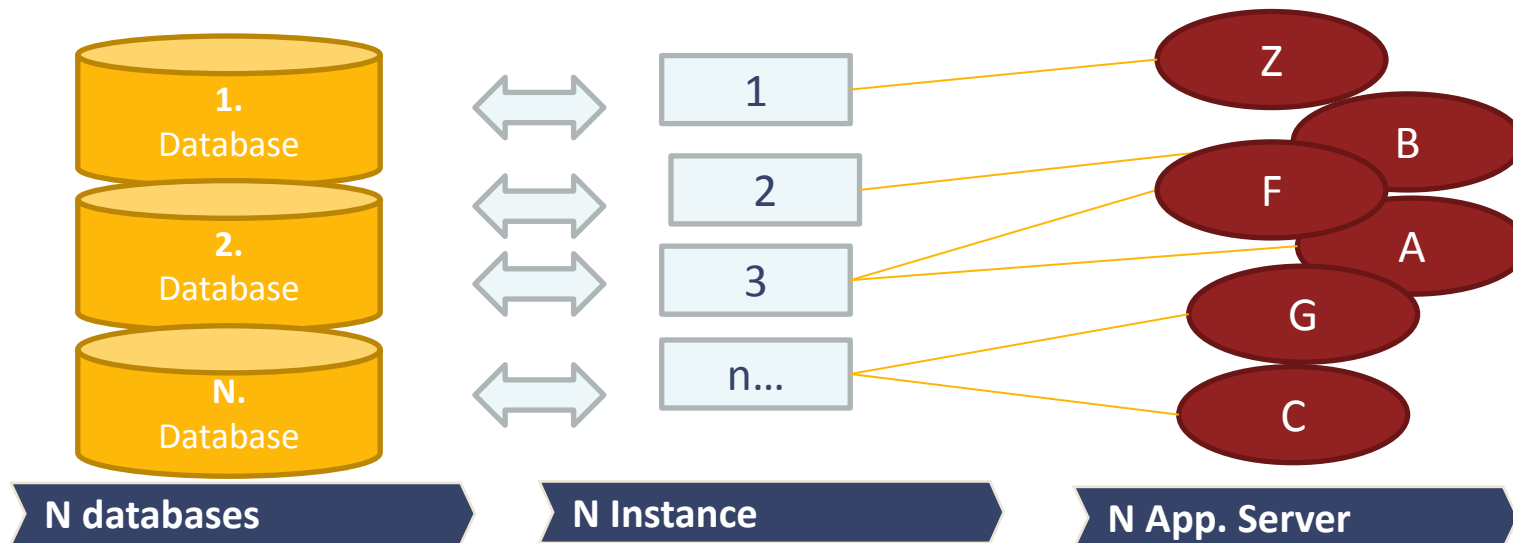 1.
Database
2.
Database
N.
Database
1
2
3
n...
Z
B
F
A
G
C
N databases
N Instance
N App. Server